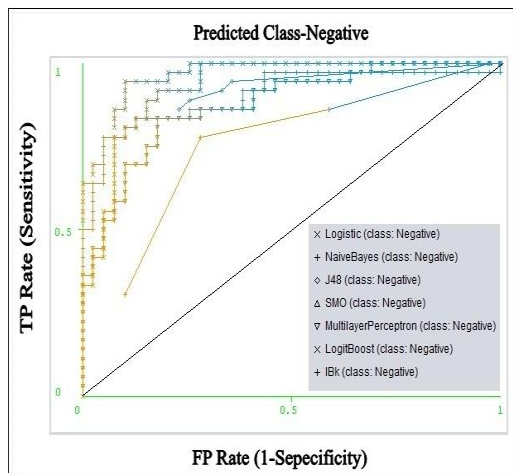 Predicted Class-Negative
1
TP Rate (Sensitivity)
0.5
0
× Logistic (class: Negative)
+ NaiveBayes (class: Negative)
◇ J48 (class: Negative)
△ SMO (class: Negative)
▽ MultilayerPerceptron (class: Negative)
× LogitBoost (class: Negative)
+ IBk (class: Negative)
0
0.5
1
FP Rate (1-Sepecificity)